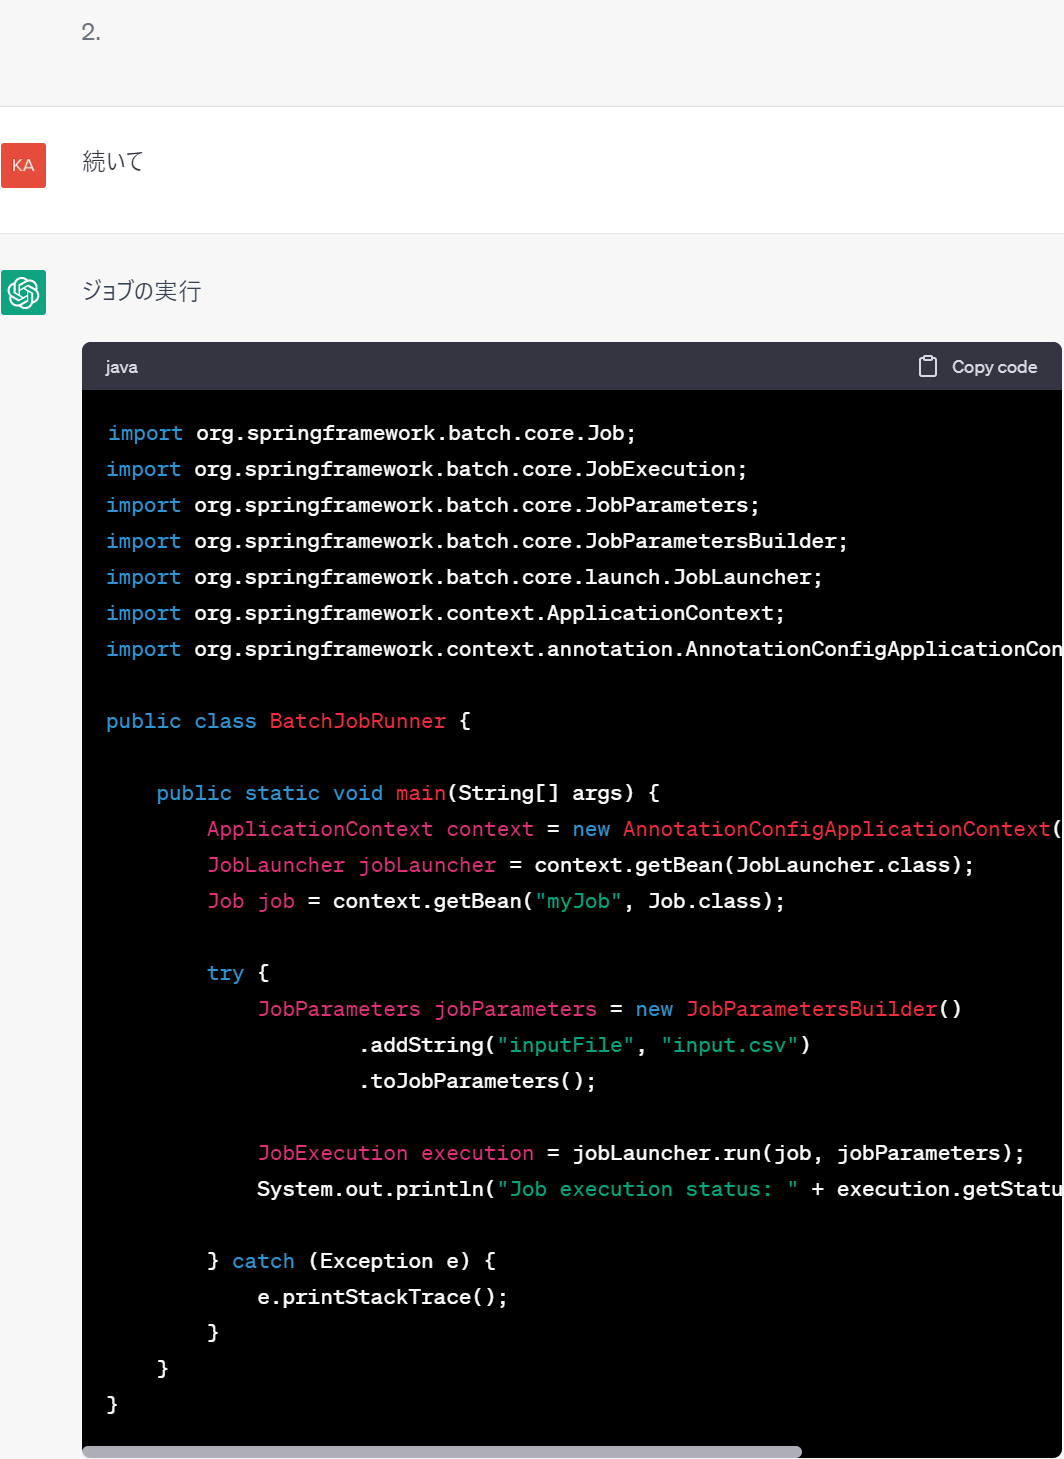 2.
KA
続いて
ジョブの実行
java
Copy code
import org.springframework.batch.core.Job;
import org.springframework.batch.core.JobExecution;
import org.springframework.batch.core.JobParameters;
import org.springframework.batch.core.JobParametersBuilder;
import org.springframework.batch.core.launch.JobLauncher;
import org.springframework.context.ApplicationContext;
import org.springframework.context.annotation.AnnotationConfigApplicationCon
public class BatchJobRunner {
    public static void main(String[] args) {
        ApplicationContext context = new AnnotationConfigApplicationContext(
        JobLauncher jobLauncher = context.getBean(JobLauncher.class);
        Job job = context.getBean("myJob", Job.class);
        try {
            JobParameters jobParameters = new JobParametersBuilder()
                    .addString("inputFile", "input.csv")
                    .toJobParameters();
            JobExecution execution = jobLauncher.run(job, jobParameters);
            System.out.println("Job execution status: " + execution.getStatu
        } catch (Exception e) {
            e.printStackTrace();
        }
    }
}